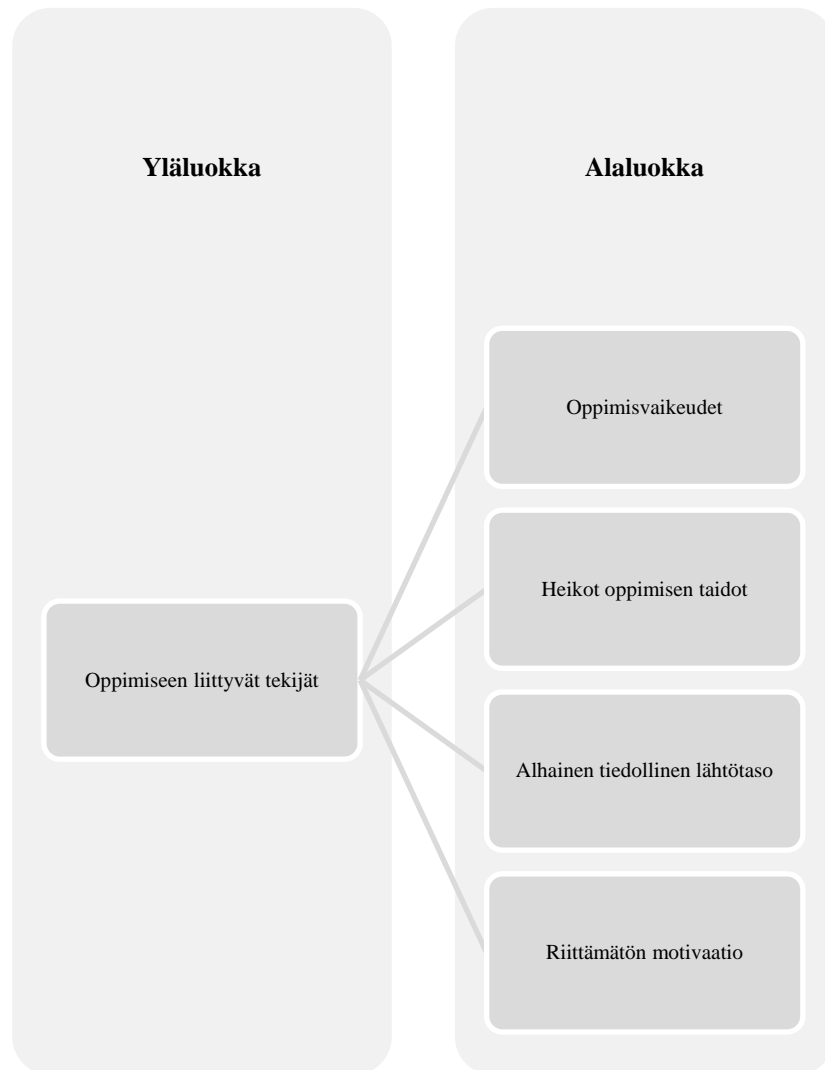 Yläluokka
Alaluokka
Oppimiseen liittyvät tekijät
Oppimisvaikeudet
Heikot oppimisen taidot
Alhainen tiedollinen lähtötaso
Riittämätön motivaatio